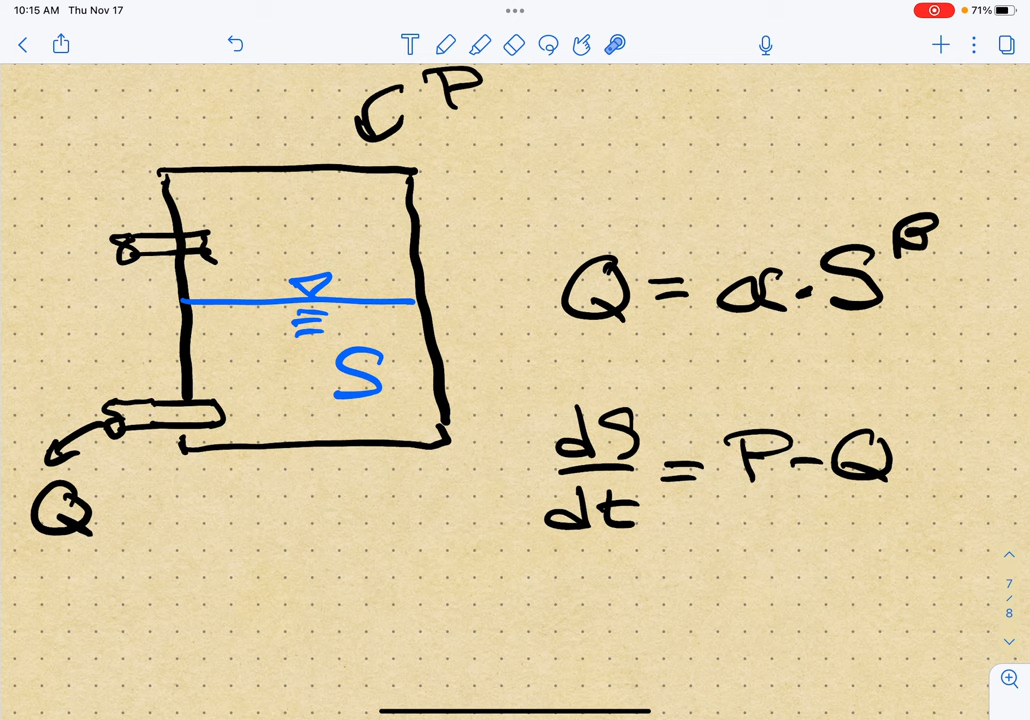 10:15 AM Thu Nov 17
71%
P
S
Q
Q = α · S^β
dS/dt = P - Q
7
/
8